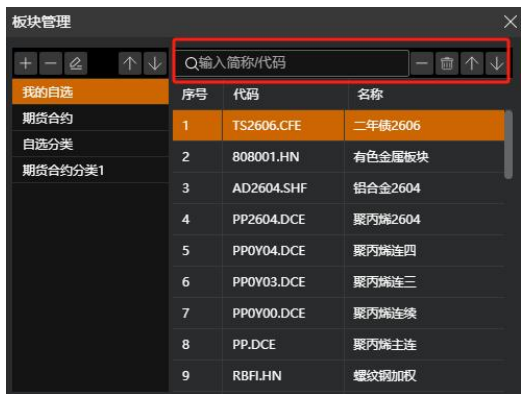 板块管理
输入简称/代码
我的自选
期货合约
自选分类
期货合约分类1
序号 代码 名称
1 TS2606.CFE 二年债2606
2 808001.HN 有色金属板块
3 AD2604.SHF 铝合金2604
4 PP2604.DCE 聚丙烯2604
5 PP0Y04.DCE 聚丙烯连四
6 PP0Y03.DCE 聚丙烯连三
7 PP0Y00.DCE 聚丙烯连续
8 PP.DCE 聚丙烯主连
9 RBFI.HN 螺纹钢加权